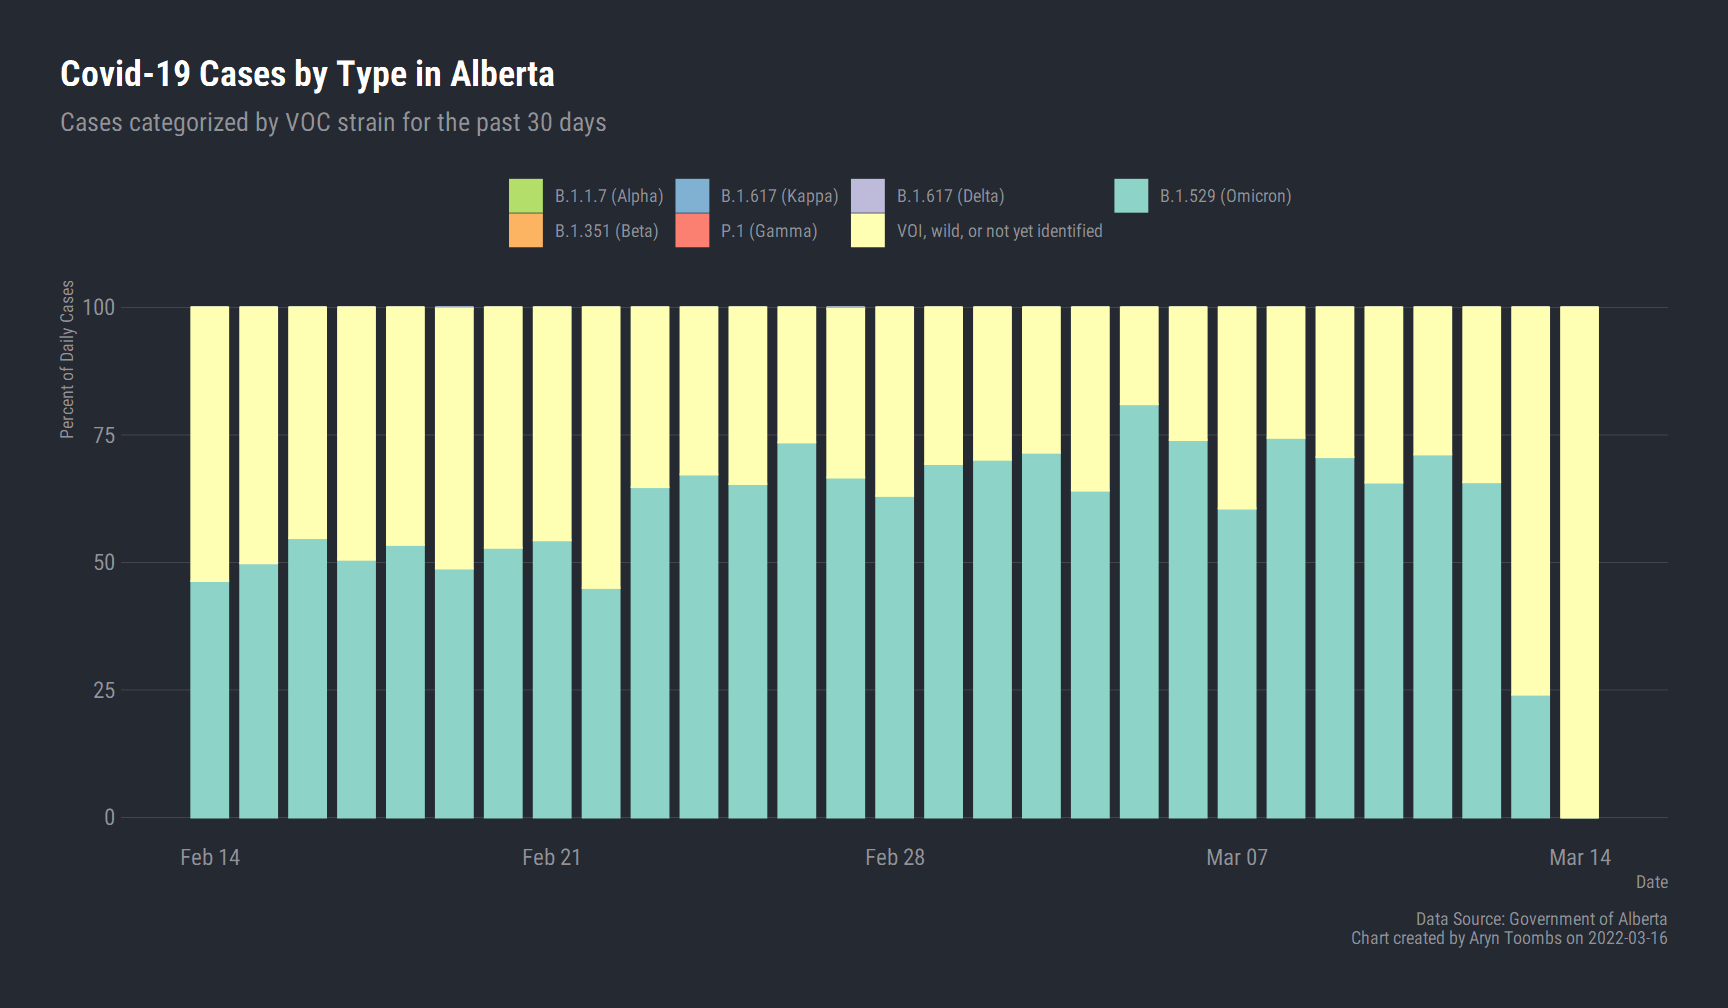 Covid-19 Cases by Type in Alberta
Cases categorized by VOC strain for the past 30 days
B.1.1.7 (Alpha) B.1.617 (Kappa) B.1.617 (Delta) B.1.529 (Omicron)
B.1.351 (Beta) P.1 (Gamma) VOI, wild, or not yet identified
Percent of Daily Cases
100
75
50
25
0
Feb 14 Feb 21 Feb 28 Mar 07 Mar 14
Date
Data Source: Government of Alberta
Chart created by Aryn Toombs on 2022-03-16